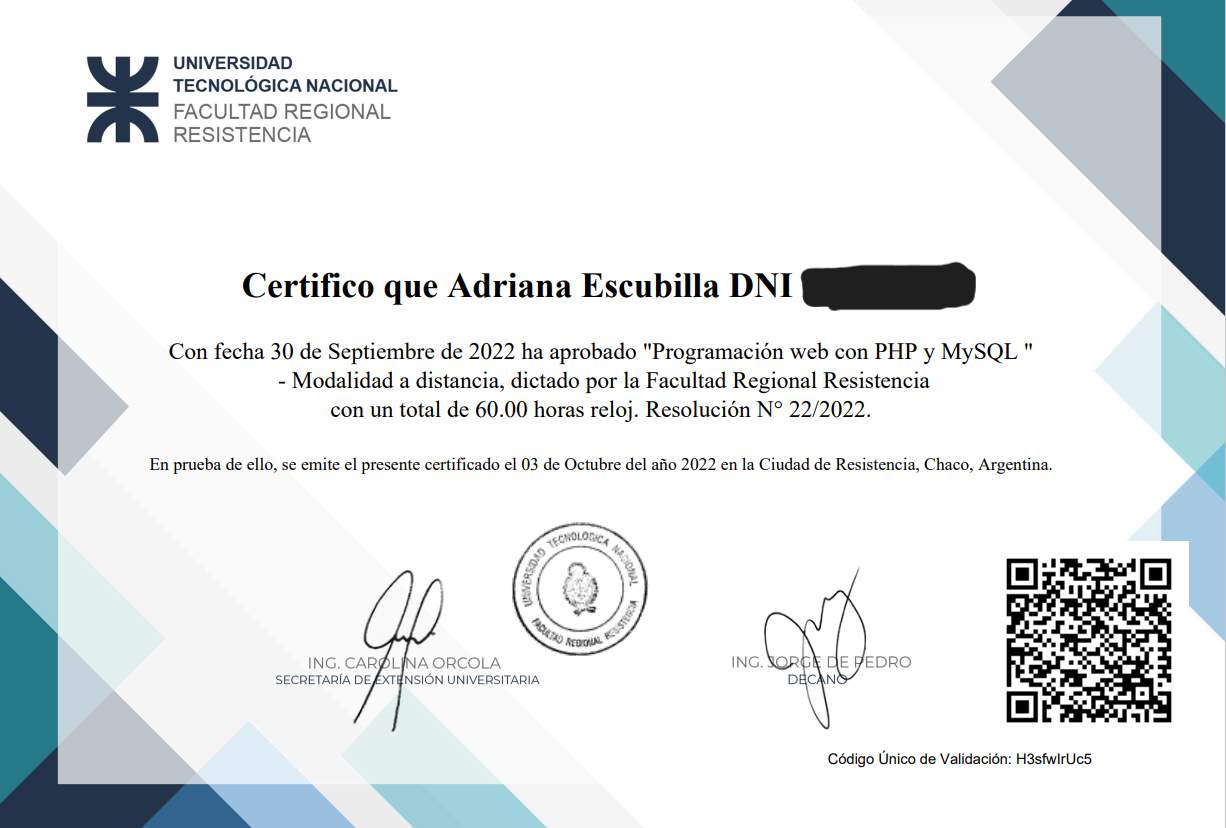 UNIVERSIDAD
TECNOLÓGICA NACIONAL
FACULTAD REGIONAL
RESISTENCIA
Certifico que Adriana Escubilla DNI
Con fecha 30 de Septiembre de 2022 ha aprobado "Programación web con PHP y MySQL "
- Modalidad a distancia, dictado por la Facultad Regional Resistencia
con un total de 60.00 horas reloj. Resolución N° 22/2022.
En prueba de ello, se emite el presente certificado el 03 de Octubre del año 2022 en la Ciudad de Resistencia, Chaco, Argentina.
UNIVERSIDAD TECNOLOGICA NACIONAL
FACULTAD REGIONAL RESISTENCIA
ING. CAROLINA ORCOLA
SECRETARÍA DE EXTENSIÓN UNIVERSITARIA
ING. JORGE DE PEDRO
DECANO
Código Único de Validación: H3sfwIrUc5